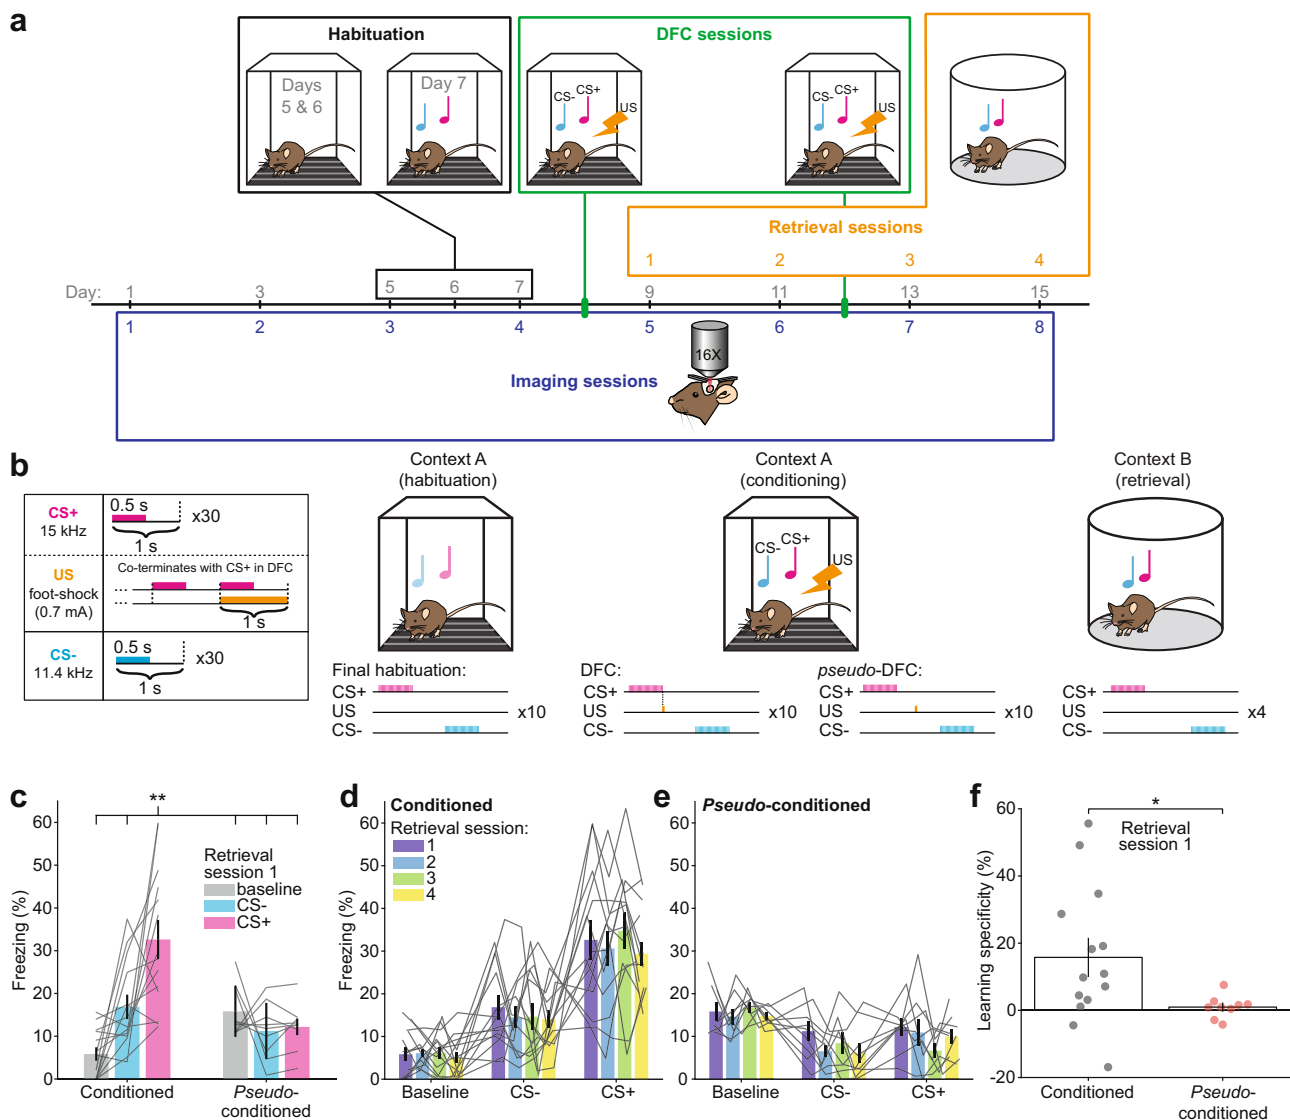 a
Habituation
DFC sessions
Days
5 & 6
Day 7
CS-
CS+
US
CS-
CS+
US
Retrieval sessions
1
2
3
4
Day:
1
3
5
6
7
9
11
13
15
1
2
3
4
5
6
7
8
16X
Imaging sessions
b
CS+
15 kHz
0.5 s
x30
1 s
US
foot-shock
(0.7 mA)
Co-terminates with CS+ in DFC
1 s
CS-
11.4 kHz
0.5 s
x30
1 s
Context A
(habituation)
Context A
(conditioning)
CS-
CS+
US
Context B
(retrieval)
Final habituation:
CS+
US
CS-
x10
DFC:
CS+
US
CS-
x10
pseudo-DFC:
CS+
US
CS-
x10
CS+
US
CS-
x4
c
**
Freezing (%)
60
50
40
30
20
10
0
Retrieval
session 1
baseline
CS-
CS+
Conditioned
Pseudo-
conditioned
d
Conditioned
Retrieval session:
1
2
3
4
Freezing (%)
60
50
40
30
20
10
0
Baseline
CS-
CS+
e
Pseudo-conditioned
Freezing (%)
60
50
40
30
20
10
0
Baseline
CS-
CS+
f
*
Retrieval
session 1
Learning specificity (%)
60
40
20
0
-20
Conditioned
Pseudo-
conditioned